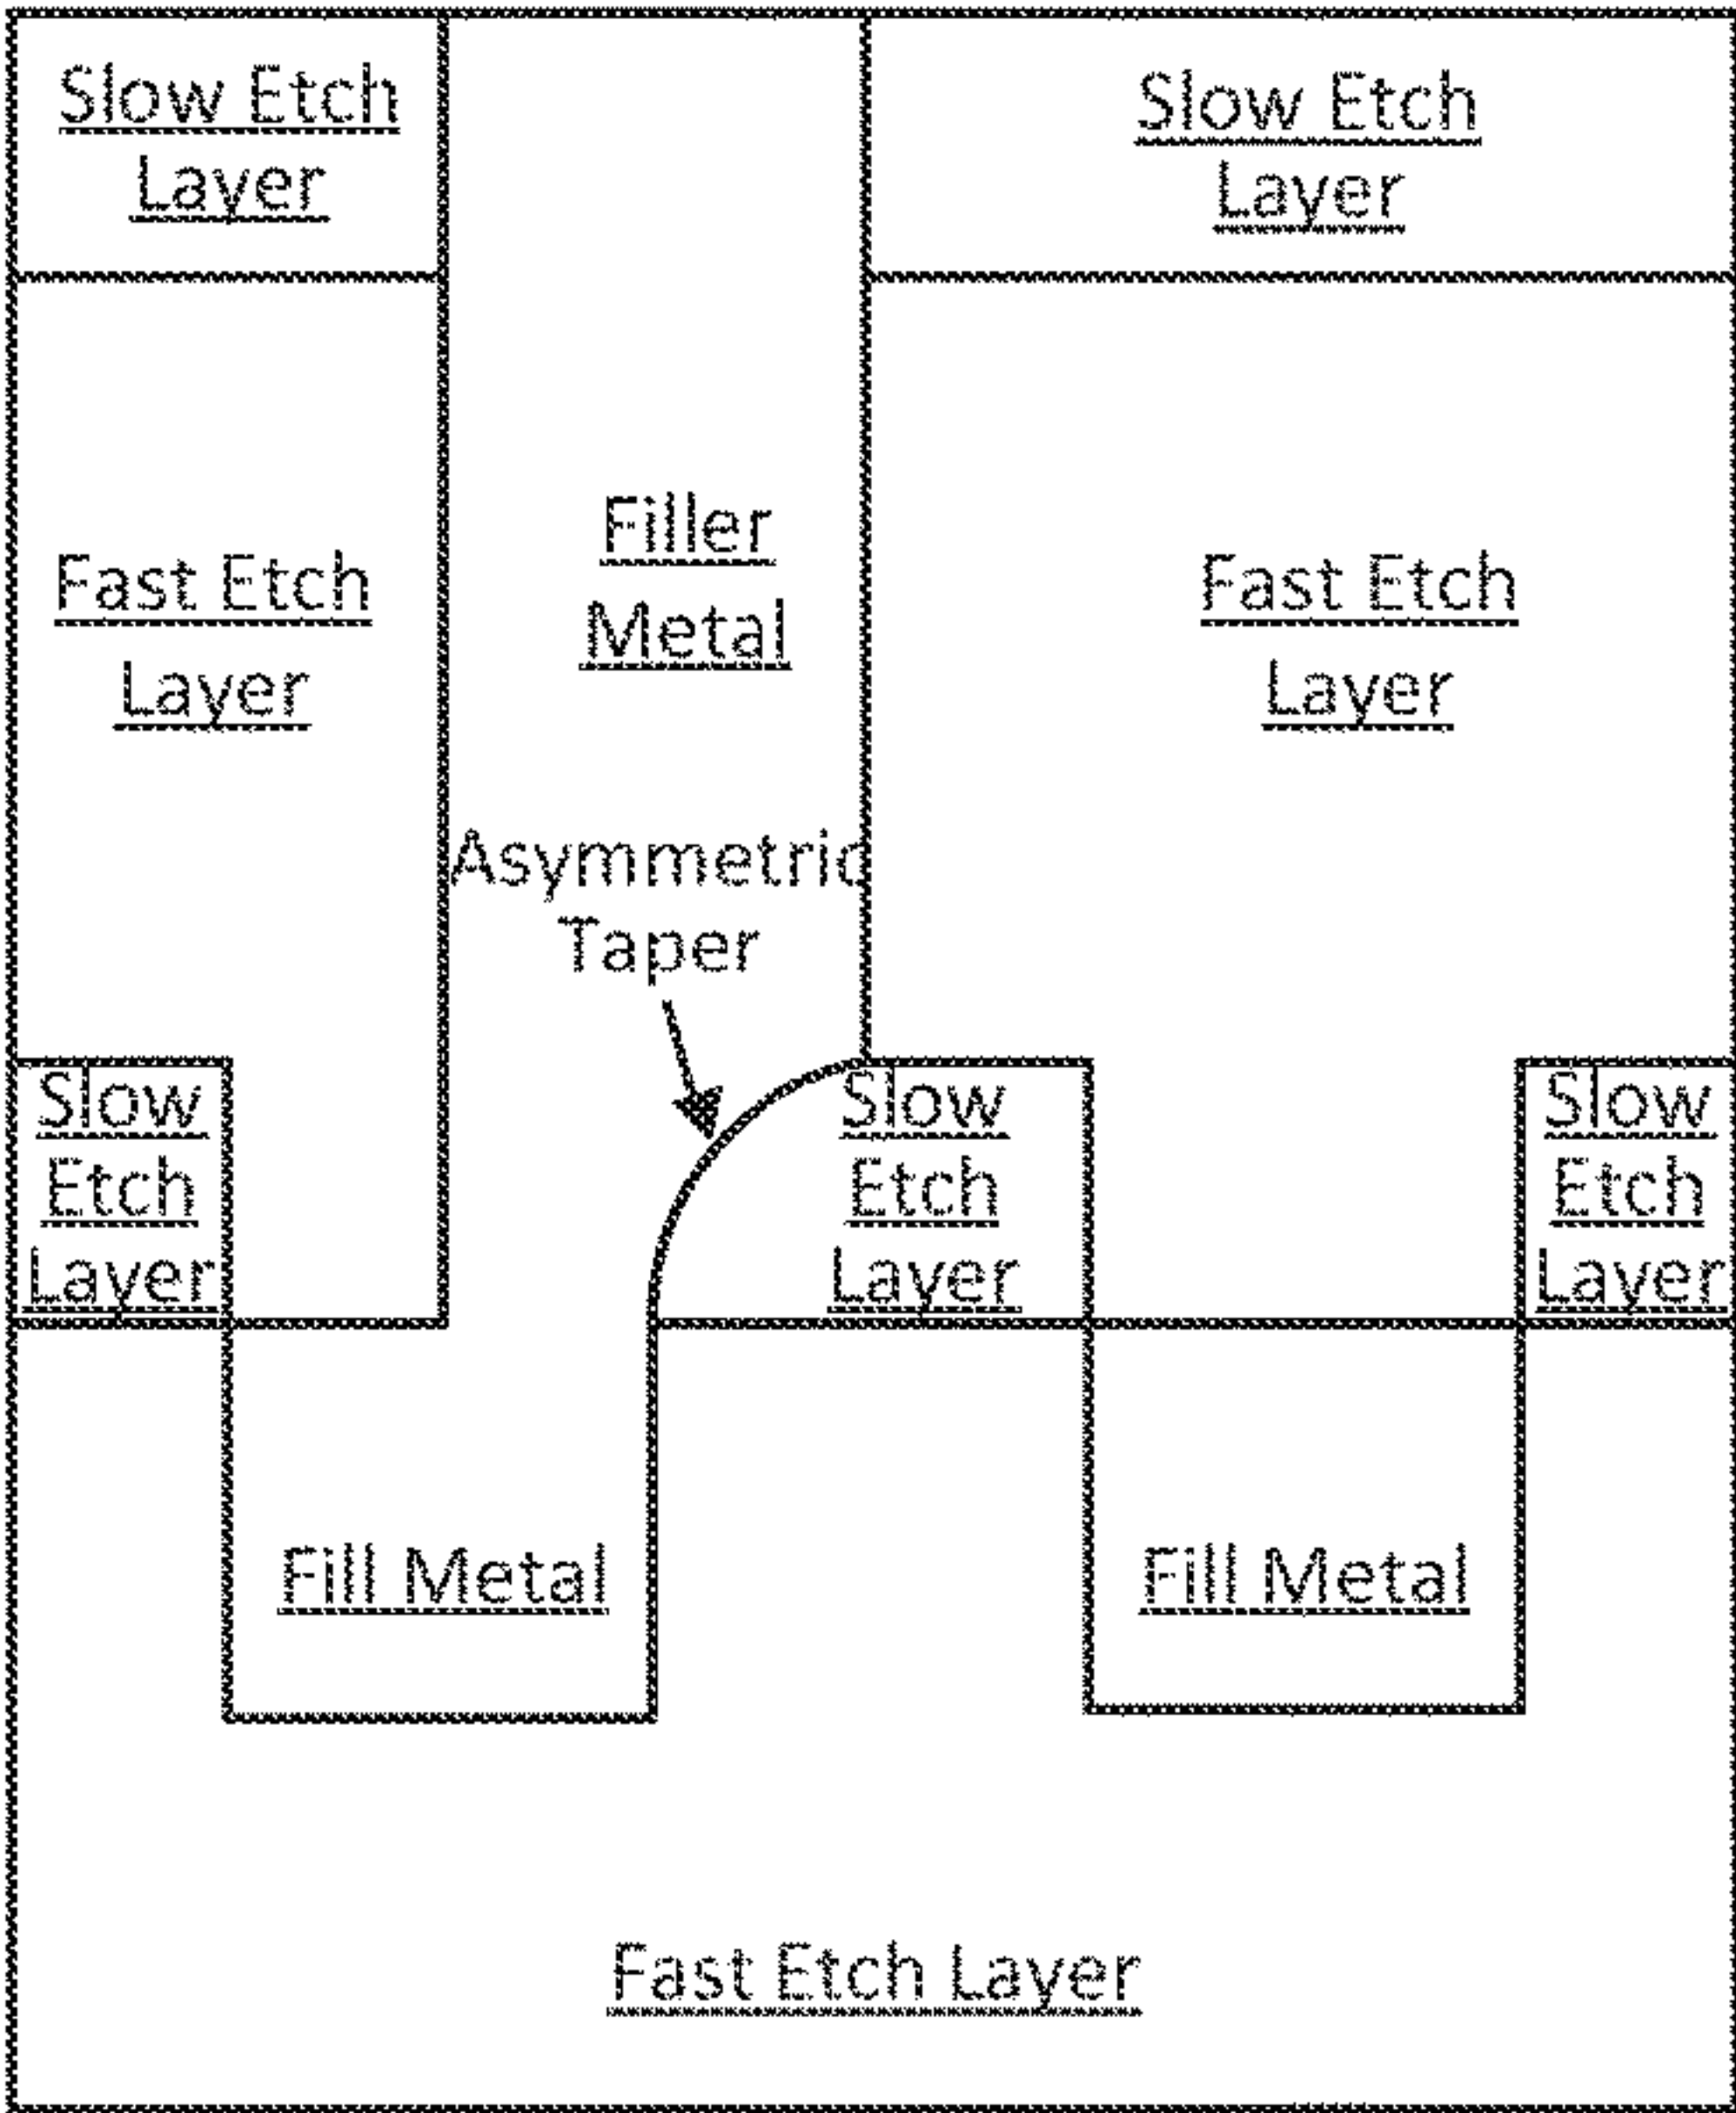 Slow Etch
Layer
Slow Etch
Layer
Fast Etch
Layer
Filler
Metal
Fast Etch
Layer
Asymmetric
Taper
Slow
Etch
Layer
Slow
Etch
Layer
Slow
Etch
Layer
Fill Metal
Fill Metal
Fast Etch Layer